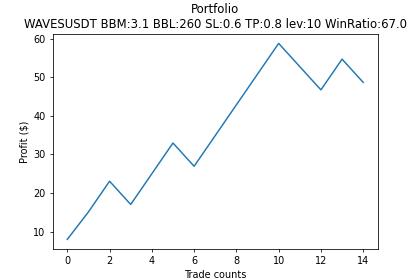 Portfolio
WAVESUSDT BBM:3.1 BBL:260 SL:0.6 TP:0.8 lev:10 WinRatio:67.0
60
50
40
30
20
10
Profit ($)
0 2 4 6 8 10 12 14
Trade counts